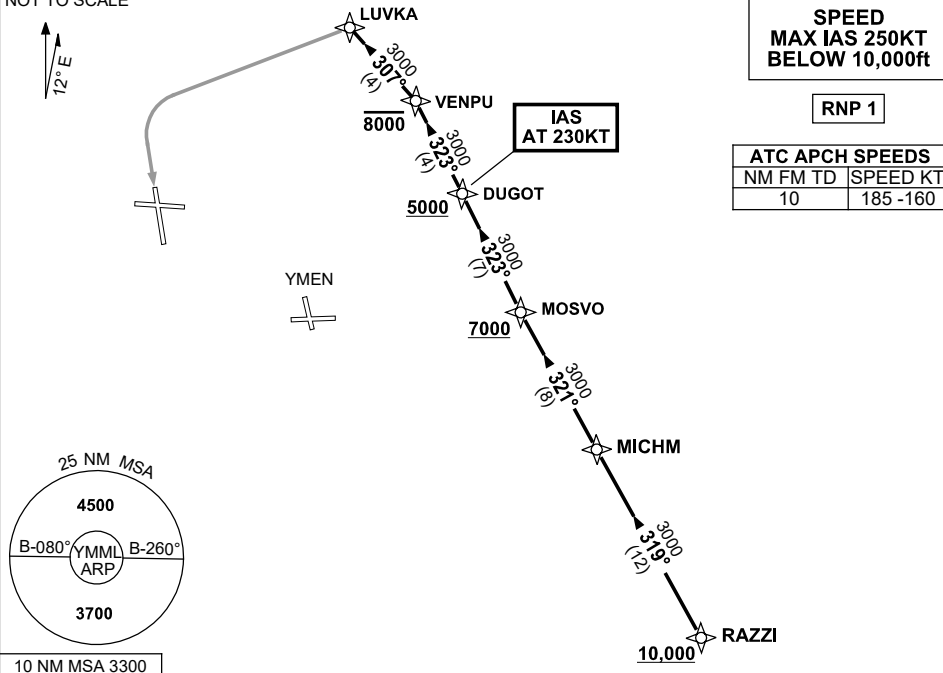 NOT TO SCALE
12° E
LUVKA
3000
307°
(4)
VENPU
8000
3000
323°
(4)
IAS
AT 230KT
DUGOT
5000
3000
323°
(7)
MOSVO
7000
3000
321°
(8)
MICHM
3000
319°
(12)
RAZZI
10,000
SPEED
MAX IAS 250KT
BELOW 10,000ft
RNP 1
ATC APCH SPEEDS
NM FM TD SPEED KT
10 185 -160
YMEN
25 NM MSA
4500
B-080° YMML B-260°
ARP
3700
10 NM MSA 3300